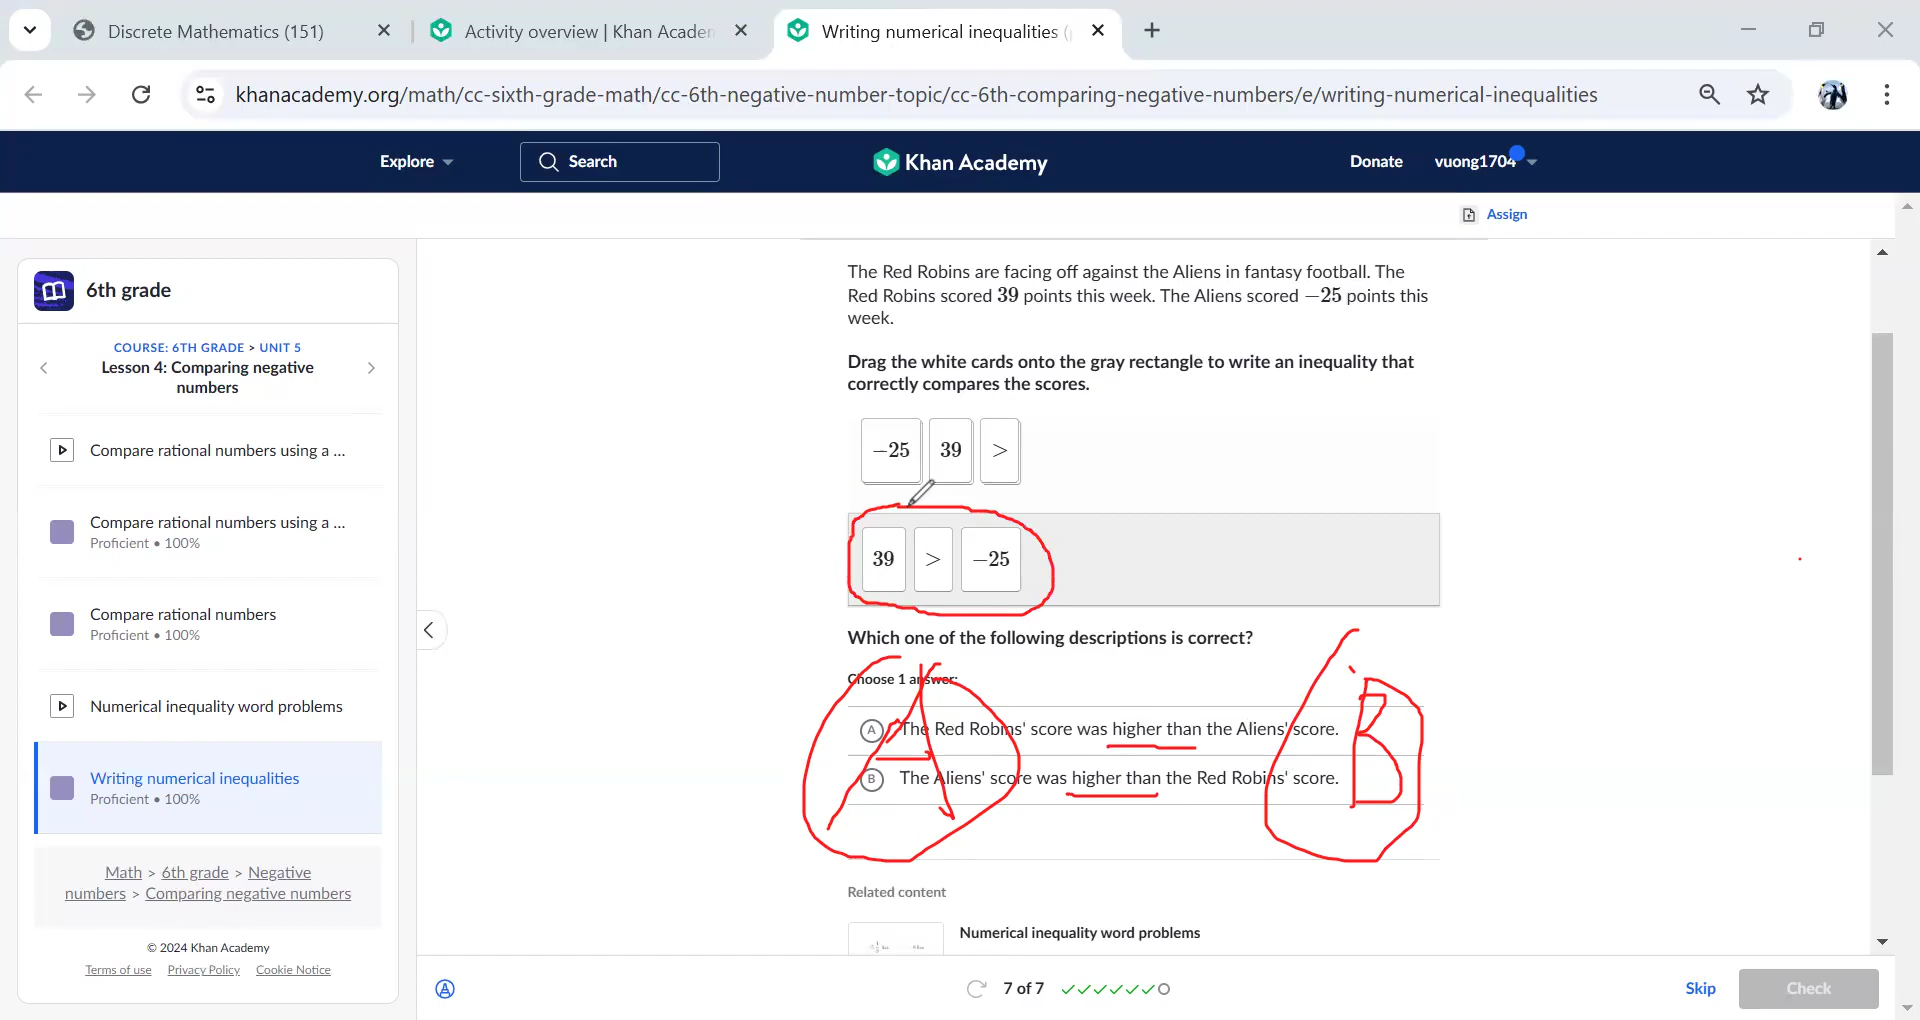 Discrete Mathematics (151)
Activity overview | Khan Academ
Writing numerical inequalities (
khanacademy.org/math/cc-sixth-grade-math/cc-6th-negative-number-topic/cc-6th-comparing-negative-numbers/e/writing-numerical-inequalities
Explore
Search
Khan Academy
Donate
vuong1704
Assign
6th grade
COURSE: 6TH GRADE > UNIT 5
Lesson 4: Comparing negative
numbers
Compare rational numbers using a ...
Compare rational numbers using a ...
Proficient • 100%
Compare rational numbers
Proficient • 100%
Numerical inequality word problems
Writing numerical inequalities
Proficient • 100%
Math > 6th grade > Negative
numbers > Comparing negative numbers
© 2024 Khan Academy
Terms of use Privacy Policy Cookie Notice
The Red Robins are facing off against the Aliens in fantasy football. The
Red Robins scored 39 points this week. The Aliens scored −25 points this
week.
Drag the white cards onto the gray rectangle to write an inequality that
correctly compares the scores.
−25 39 >
39 > −25
Which one of the following descriptions is correct?
Choose 1 answer:
A The Red Robins' score was higher than the Aliens' score.
B The Aliens' score was higher than the Red Robins' score.
A
B
Related content
Numerical inequality word problems
7 of 7
Skip
Check